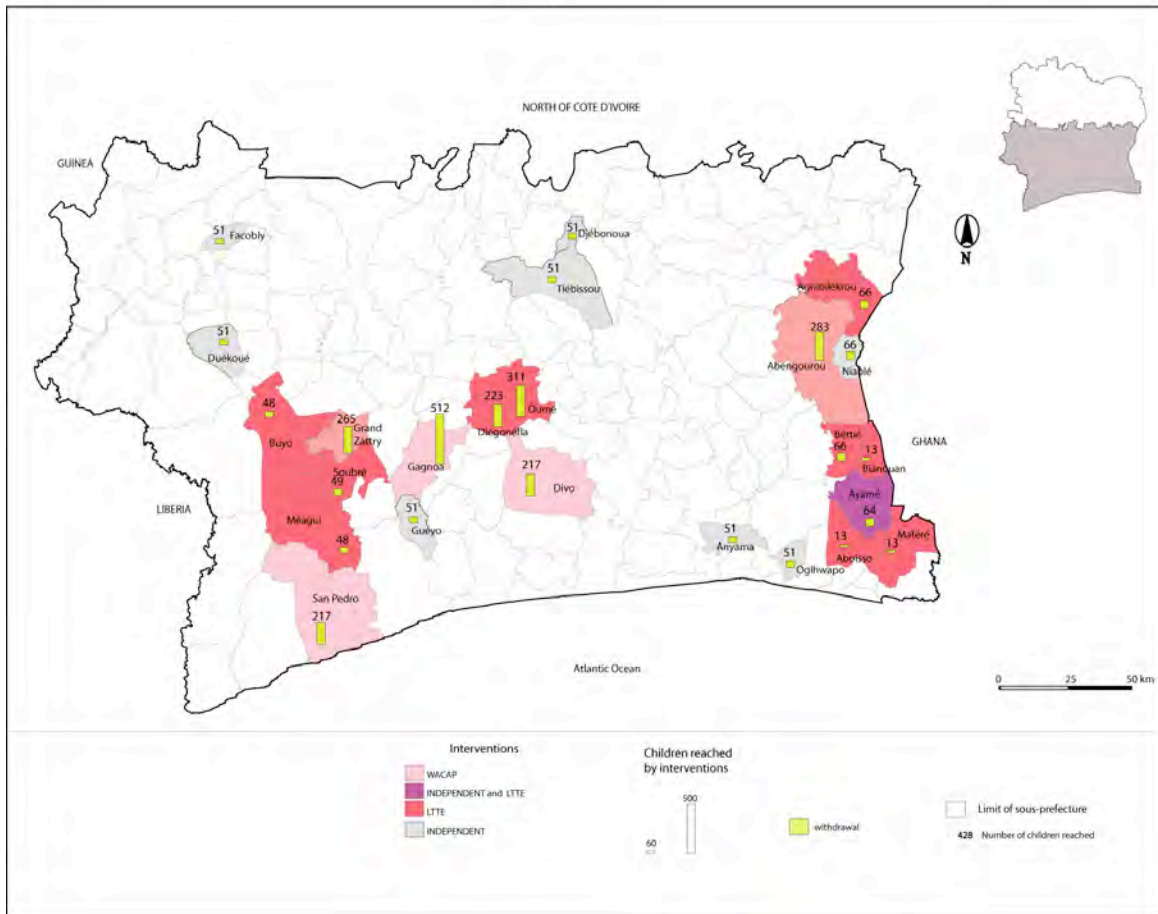 NORTH OF COTE D'IVOIRE
GUINEA
51
Facobly
51
Djébonoua
51
Tiébissou
N
Agnibilékrou
66
283
Abengourou
66
Niablé
51
Duékoué
48
Buyo
265
Grand
Zattry
Soubré
49
Méagui
48
512
Gagnoa
223
311
Diégonéfla
Oumé
217
Divo
51
Guéyo
Bettié
66
13
Bianouan
GHANA
Ayamé
64
LIBERIA
51
Anyama
51
Oglhwapo
13
Aboisso
13
Maféré
San Pedro
217
Atlantic Ocean
0 25 50 km
Interventions
WACAP
INDEPENDENT and LTTE
LTTE
INDEPENDENT
Children reached
by interventions
500
60
withdrawal
Limit of sous-prefecture
428 Number of children reached